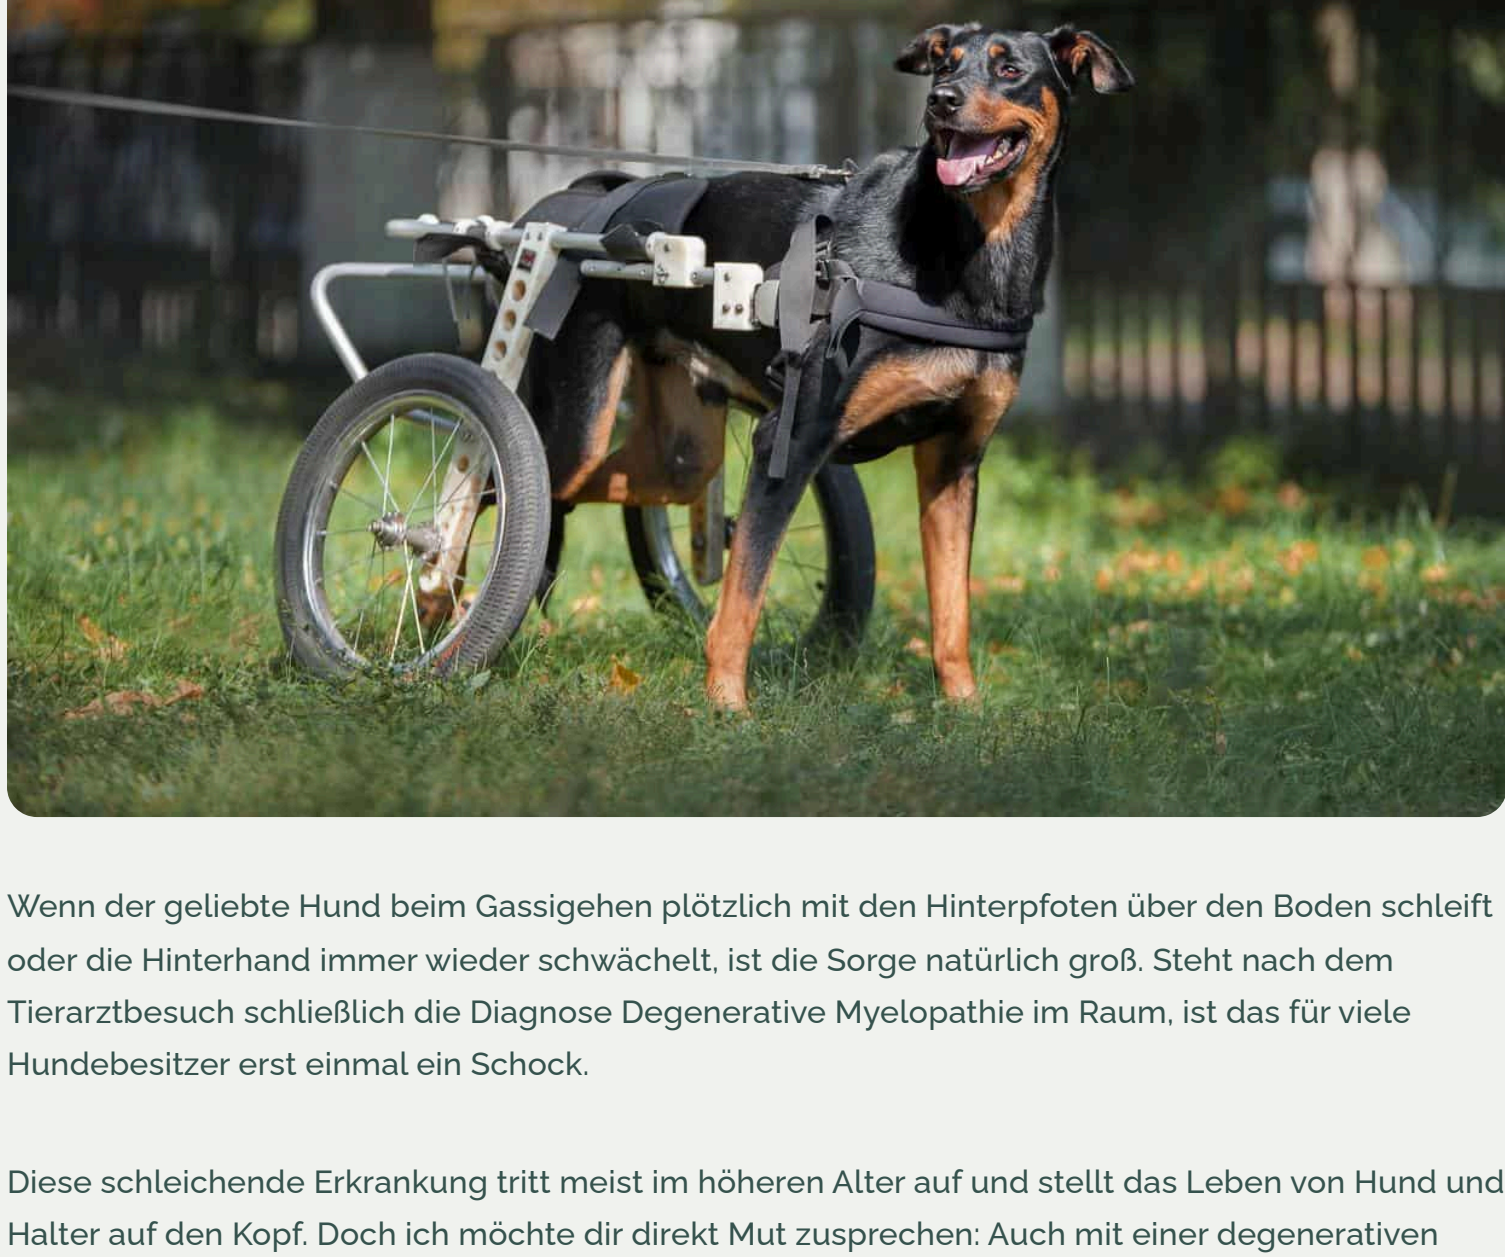 Wenn der geliebte Hund beim Gassigehen plötzlich mit den Hinterpfoten über den Boden schleift
oder die Hinterhand immer wieder schwächelt, ist die Sorge natürlich groß. Steht nach dem
Tierarztbesuch schließlich die Diagnose Degenerative Myelopathie im Raum, ist das für viele
Hundebesitzer erst einmal ein Schock.
Diese schleichende Erkrankung tritt meist im höheren Alter auf und stellt das Leben von Hund und
Halter auf den Kopf. Doch ich möchte dir direkt Mut zusprechen: Auch mit einer degenerativen